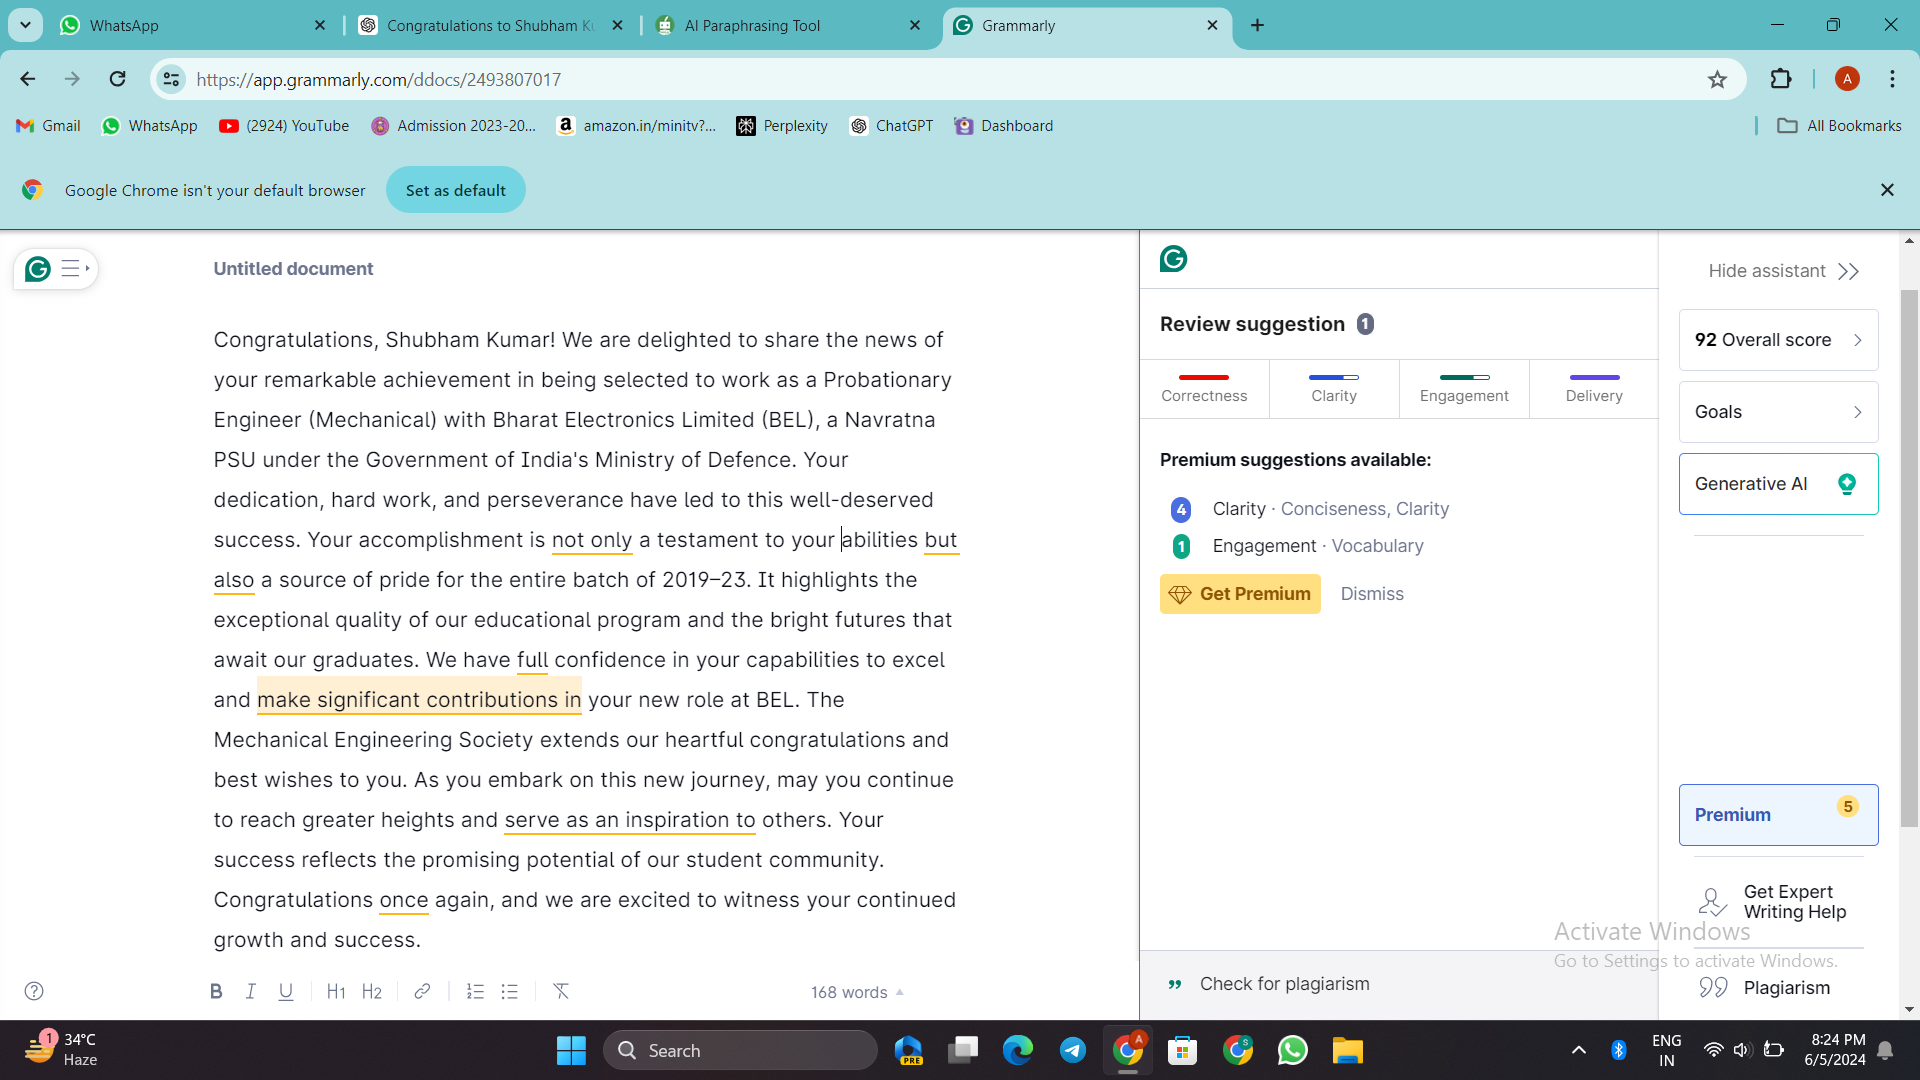 WhatsApp
Congratulations to Shubham Ku
AI Paraphrasing Tool
Grammarly
https://app.grammarly.com/ddocs/2493807017
A
Gmail
WhatsApp
(2924) YouTube
Admission 2023-20...
amazon.in/minitv?...
Perplexity
ChatGPT
Dashboard
All Bookmarks
Google Chrome isn't your default browser
Set as default
Untitled document
Congratulations, Shubham Kumar! We are delighted to share the news of
your remarkable achievement in being selected to work as a Probationary
Engineer (Mechanical) with Bharat Electronics Limited (BEL), a Navratna
PSU under the Government of India's Ministry of Defence. Your
dedication, hard work, and perseverance have led to this well-deserved
success. Your accomplishment is not only a testament to your abilities but
also a source of pride for the entire batch of 2019–23. It highlights the
exceptional quality of our educational program and the bright futures that
await our graduates. We have full confidence in your capabilities to excel
and make significant contributions in your new role at BEL. The
Mechanical Engineering Society extends our heartful congratulations and
best wishes to you. As you embark on this new journey, may you continue
to reach greater heights and serve as an inspiration to others. Your
success reflects the promising potential of our student community.
Congratulations once again, and we are excited to witness your continued
growth and success.
B I U H1 H2
168 words
Review suggestion 1
Correctness
Clarity
Engagement
Delivery
Premium suggestions available:
4 Clarity · Conciseness, Clarity
1 Engagement · Vocabulary
Get Premium
Dismiss
Check for plagiarism
Hide assistant
92 Overall score
Goals
Generative AI
Premium 5
Get Expert
Writing Help
Plagiarism
Activate Windows
Go to Settings to activate Windows.
1
34°C
Haze
Search
PRE
A
S
ENG
IN
8:24 PM
6/5/2024